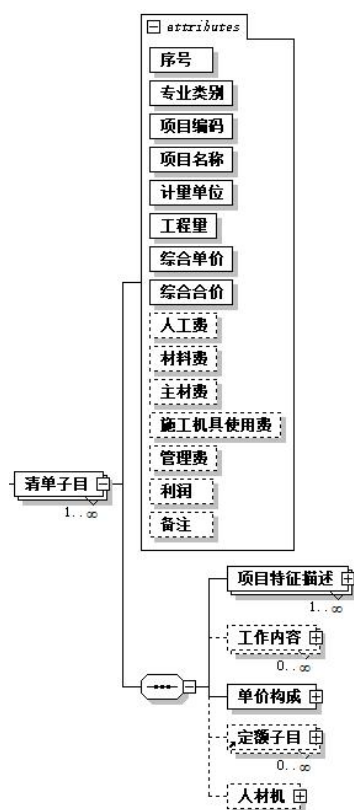 attributes
序号
专业类别
项目编码
项目名称
计量单位
工程量
综合单价
综合合价
人工费
材料费
主材费
施工机具使用费
管理费
利润
备注
清单子目
1..∞
项目特征描述
1..∞
工作内容
0..∞
单价构成
定额子目
0..∞
人材机